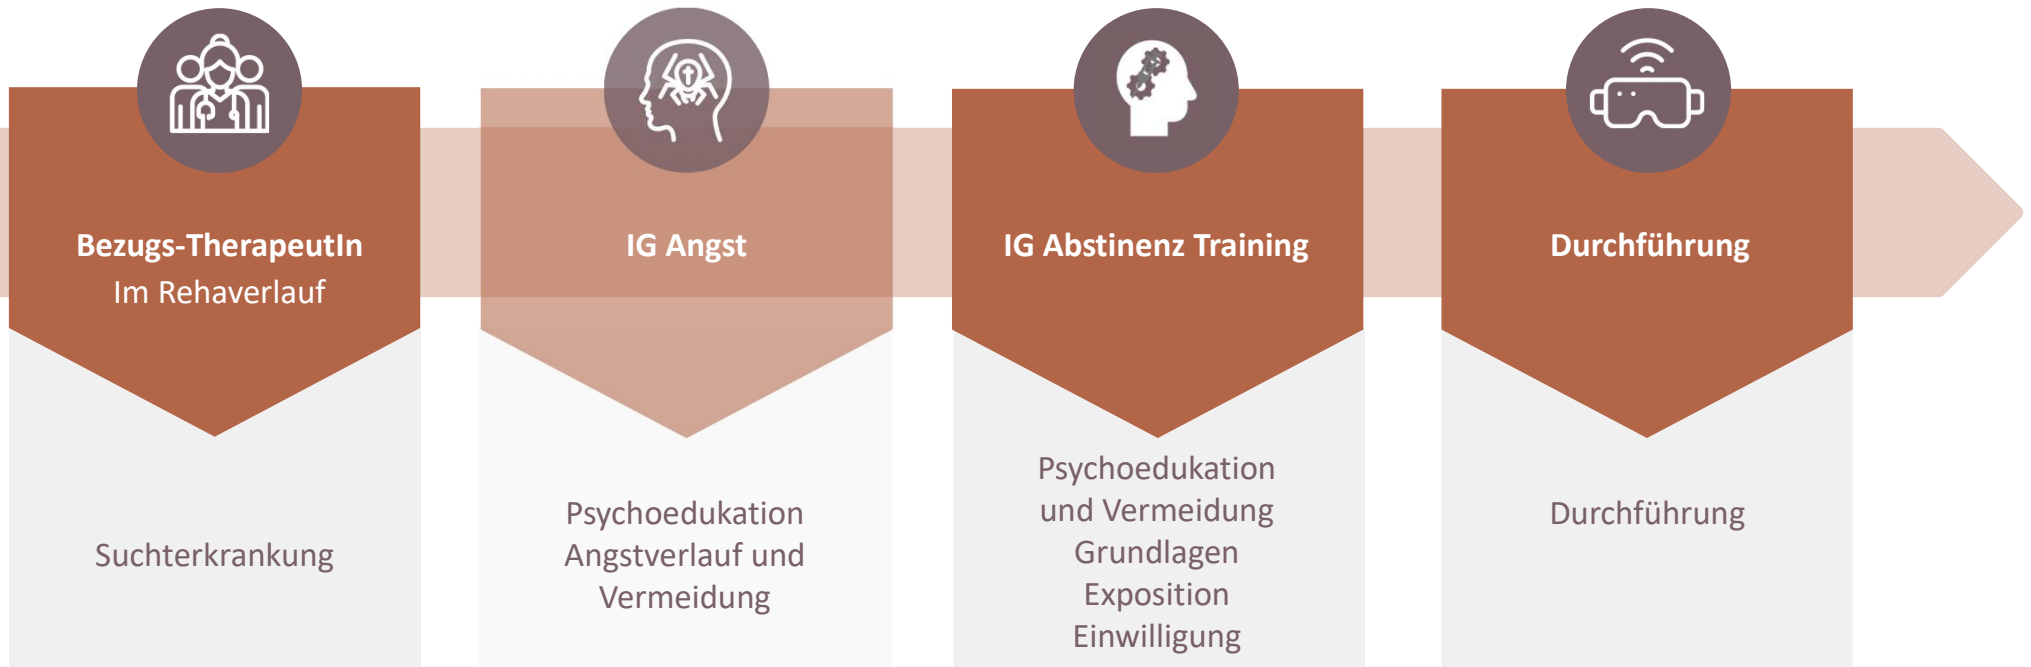 Bezugs-TherapeutIn
Im Rehaverlauf
Suchterkrankung
IG Angst
Psychoedukation
Angstverlauf und
Vermeidung
IG Abstinenz Training
Psychoedukation
und Vermeidung
Grundlagen
Exposition
Einwilligung
Durchführung
Durchführung